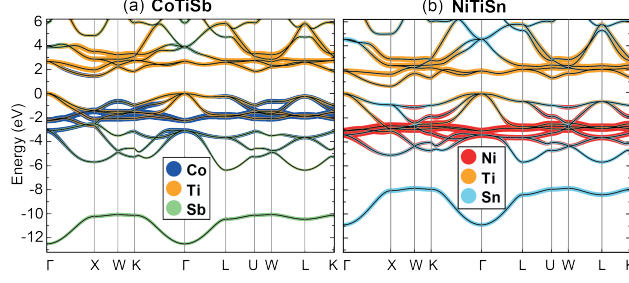 (a) CoTiSb
(b) NiTiSn
Energy (eV)
6
4
2
0
-2
-4
-6
-8
-10
-12
Co
Ti
Sb
Ni
Ti
Sn
Γ X W K Γ L U W L K
Γ X W K Γ L U W L K